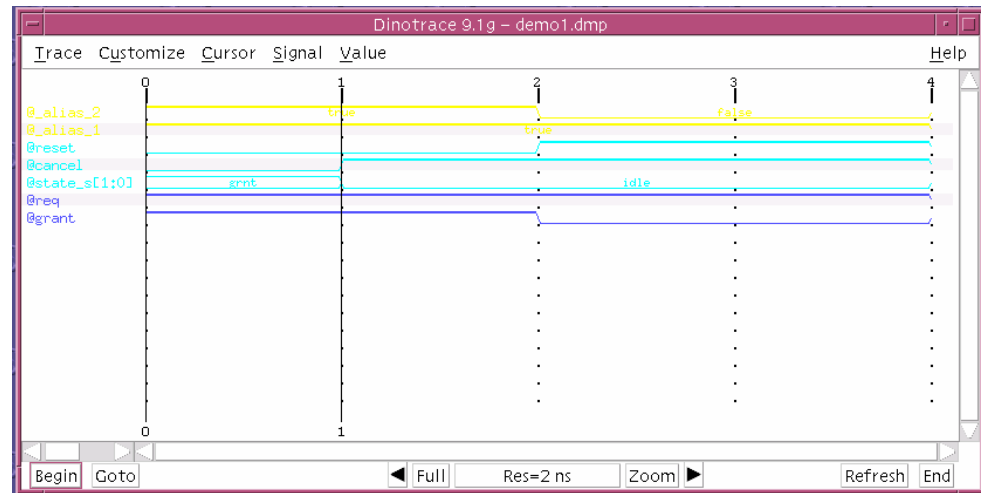 Dinotrace 9.1g – demo1.dmp
Trace Customize Cursor Signal Value Help
0 1 2 3 4
@_alias_2 true false
@_alias_1 true
@reset
@cancel
@state_s[1:0] grnt idle
@req
@grant
0 1
Begin Goto Full Res=2 ns Zoom Refresh End